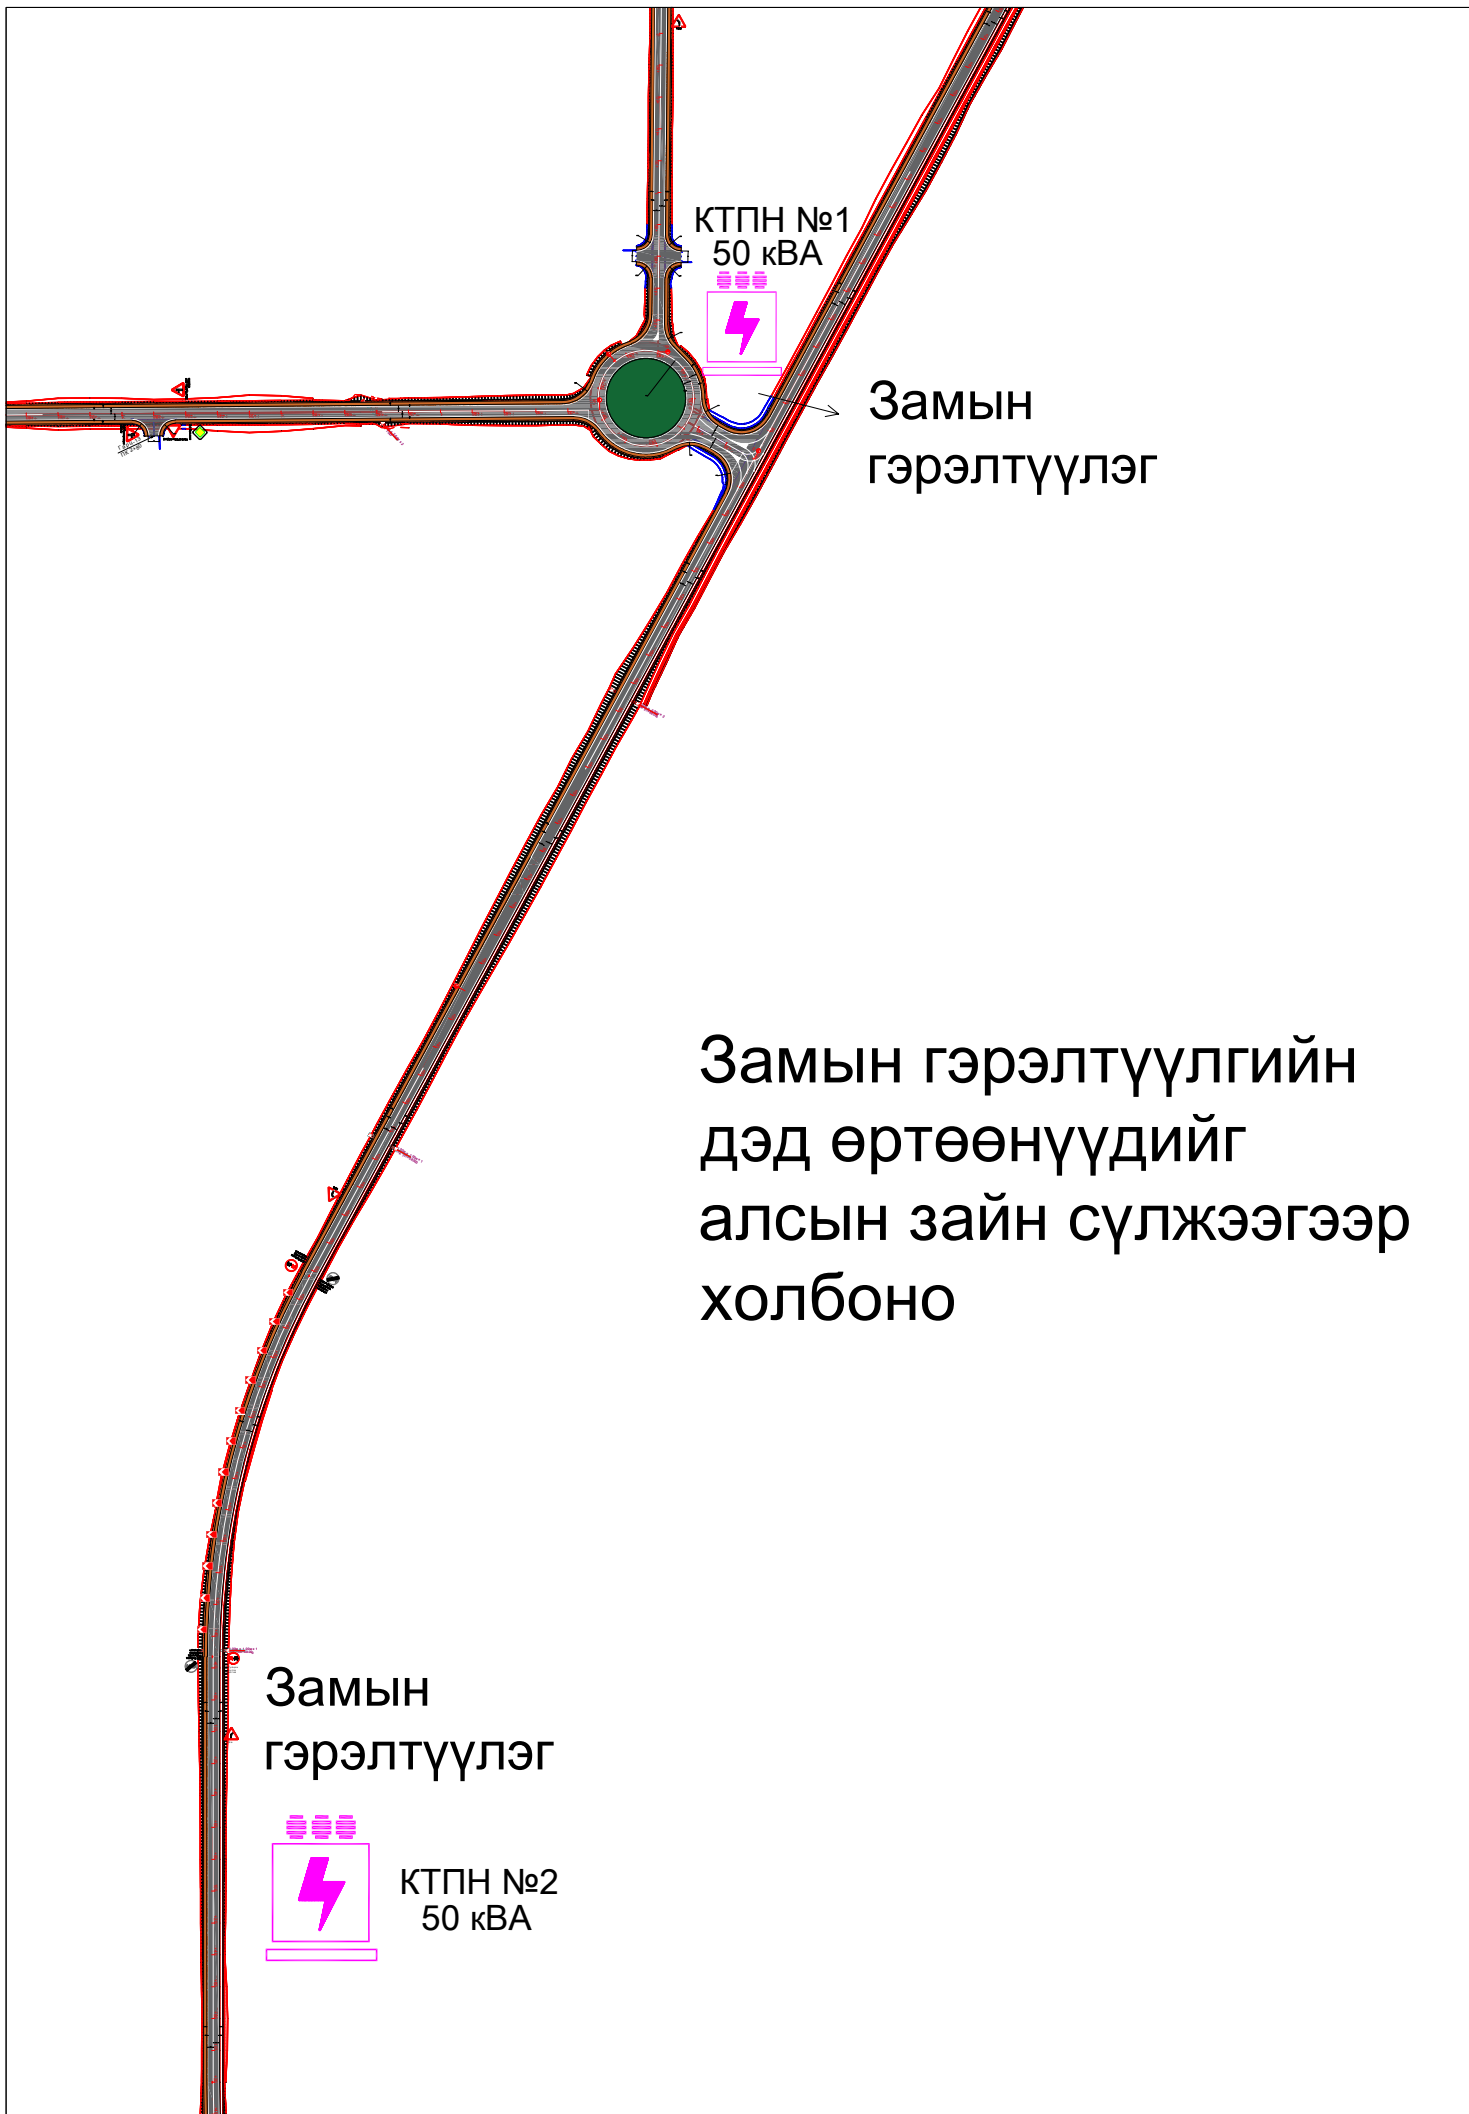 КТПН №1
50 кВА
Замын
гэрэлтүүлэг
Замын гэрэлтүүлгийн
дэд өртөөнүүдийг
алсын зайн сүлжээгээр
холбоно
Замын
гэрэлтүүлэг
КТПН №2
50 кВА